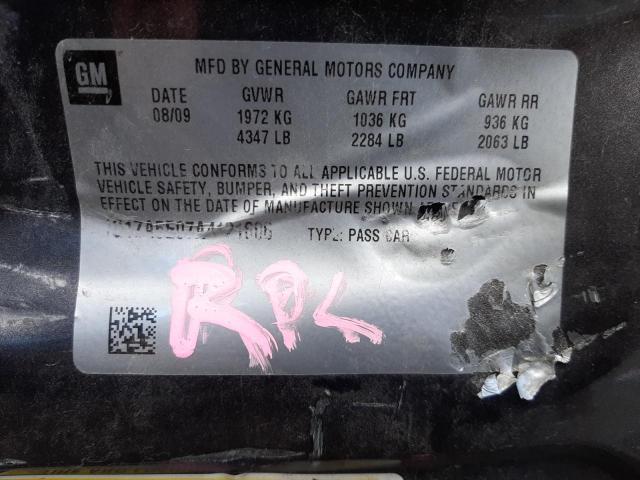 GM
MFD BY GENERAL MOTORS COMPANY
DATE GVWR GAWR FRT GAWR RR
08/09 1972 KG 1036 KG 936 KG
4347 LB 2284 LB 2063 LB
THIS VEHICLE CONFORMS TO ALL APPLICABLE U.S. FEDERAL MOTOR
VEHICLE SAFETY, BUMPER, AND THEFT PREVENTION STANDARDS IN
EFFECT ON THE DATE OF MANUFACTURE SHOWN
TYPE: PASS CAR
RDL